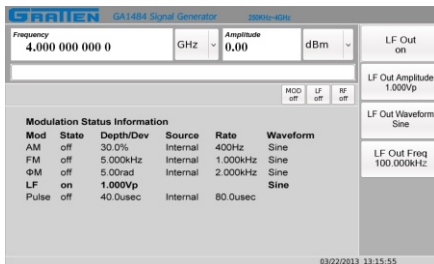 GRATTEN GA1484 Signal Generator 250KHz-4GHz
Frequency
4.000 000 000 0 GHz
Amplitude
0.00 dBm
MOD off
LF off
RF off
Modulation Status Information
Mod State Depth/Dev Source Rate Waveform
AM off 30.0% Internal 400Hz Sine
FM off 5.000kHz Internal 1.000kHz Sine
ΦM off 5.00rad Internal 2.000kHz Sine
LF on 1.000Vp Sine
Pulse off 40.0usec Internal 80.0usec
LF Out
on
LF Out Amplitude
1.000Vp
LF Out Waveform
Sine
LF Out Freq
100.000kHz
03/22/2013 13:15:55